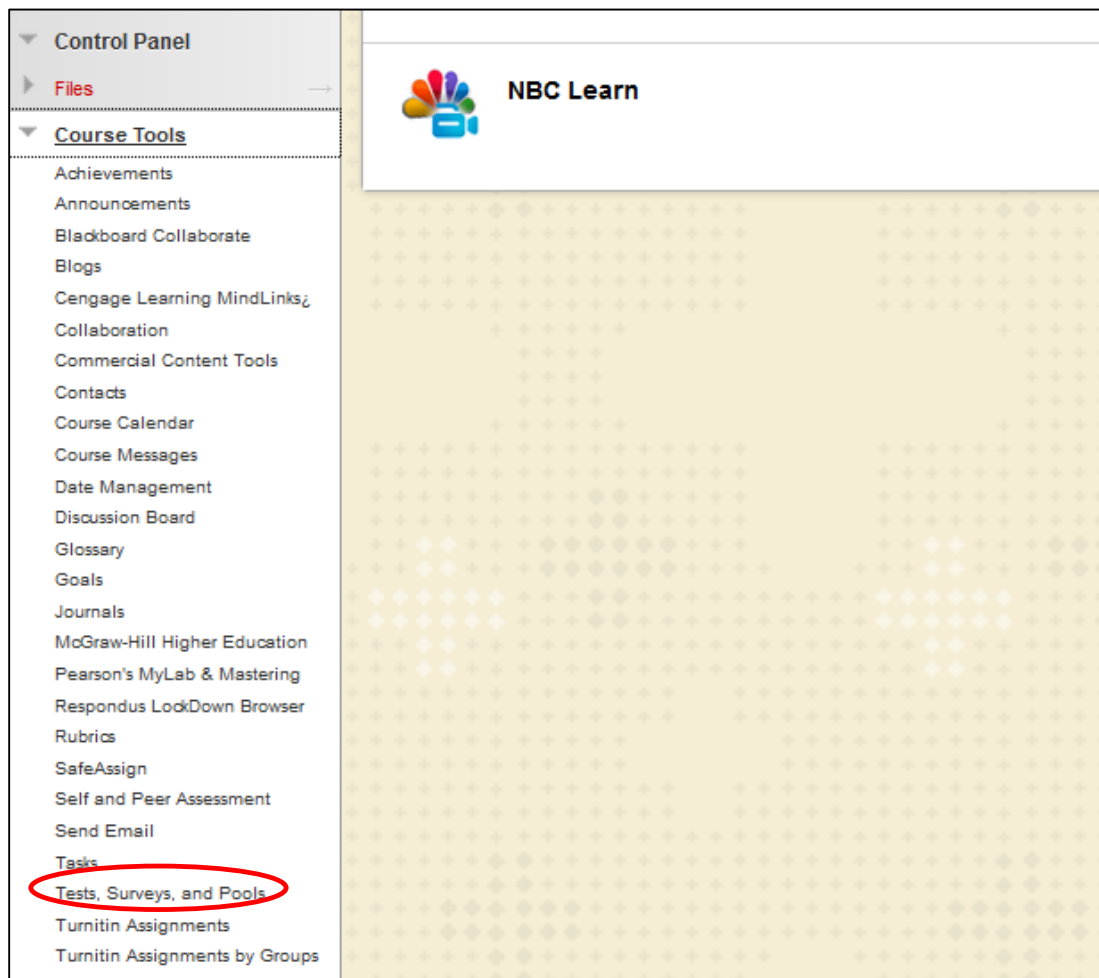 Control Panel
Files
Course Tools
Achievements
Announcements
Blackboard Collaborate
Blogs
Cengage Learning MindLinks¿
Collaboration
Commercial Content Tools
Contacts
Course Calendar
Course Messages
Date Management
Discussion Board
Glossary
Goals
Journals
McGraw-Hill Higher Education
Pearson's MyLab & Mastering
Respondus LockDown Browser
Rubrics
SafeAssign
Self and Peer Assessment
Send Email
Tasks
Tests, Surveys, and Pools
Turnitin Assignments
Turnitin Assignments by Groups
NBC Learn